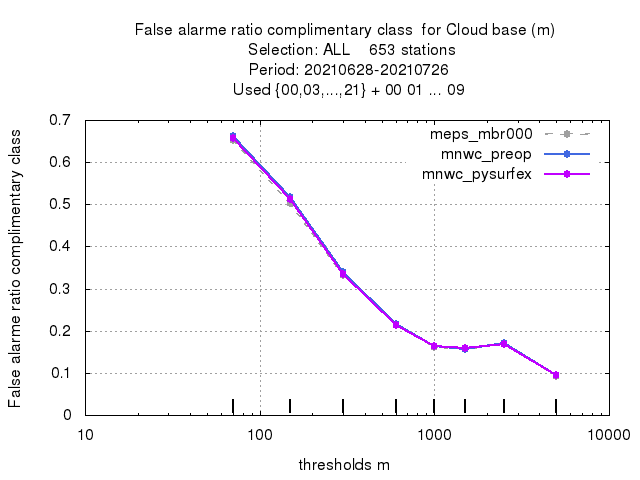 False alarme ratio complimentary class  for Cloud base (m)
Selection: ALL    653 stations
Period: 20210628-20210726
Used {00,03,...,21} + 00 01 ... 09
False alarme ratio complimentary class
0.7
0.6
0.5
0.4
0.3
0.2
0.1
0
meps_mbr000
mnwc_preop
mnwc_pysurfex
10 100 1000 10000
thresholds m